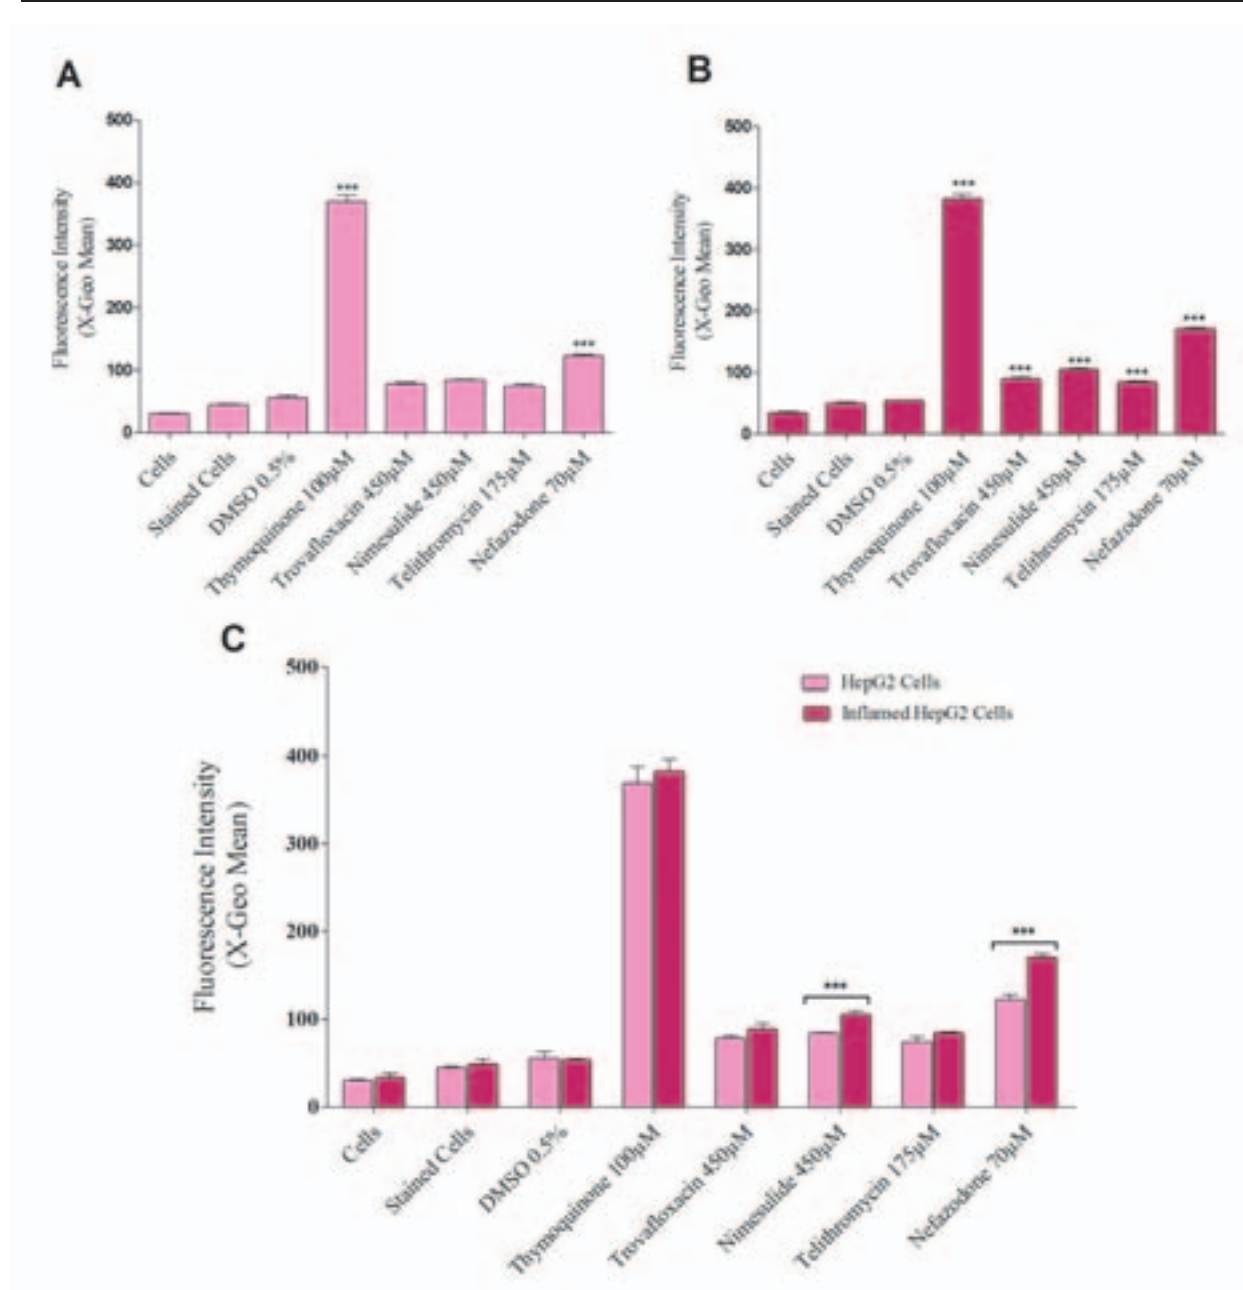 A
500
400
300
200
100
0
Fluorescence Intensity
(X-Geo Mean)
***
***
Cells
Stained Cells
DMSO 0.5%
Thymoquinone 100µM
Trovafloxacin 450µM
Nimesulide 450µM
Telithromycin 175µM
Nefazodone 70µM
B
500
400
300
200
100
0
Fluorescence Intensity
(X-Geo Mean)
***
***
***
***
***
Cells
Stained Cells
DMSO 0.5%
Thymoquinone 100µM
Trovafloxacin 450µM
Nimesulide 450µM
Telithromycin 175µM
Nefazodone 70µM
C
500
400
300
200
100
0
Fluorescence Intensity
(X-Geo Mean)
HepG2 Cells
Inflamed HepG2 Cells
***
***
Cells
Stained Cells
DMSO 0.5%
Thymoquinone 100µM
Trovafloxacin 450µM
Nimesulide 450µM
Telithromycin 175µM
Nefazodone 70µM